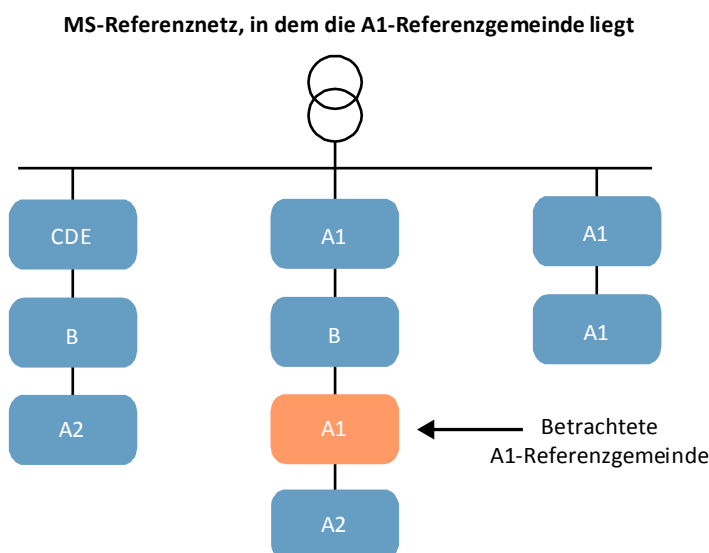 MS-Referenznetz, in dem die A1-Referenzgemeinde liegt
CDE
A1
A1
B
B
A1
A2
A1
Betrachtete
A1-Referenzgemeinde
A2